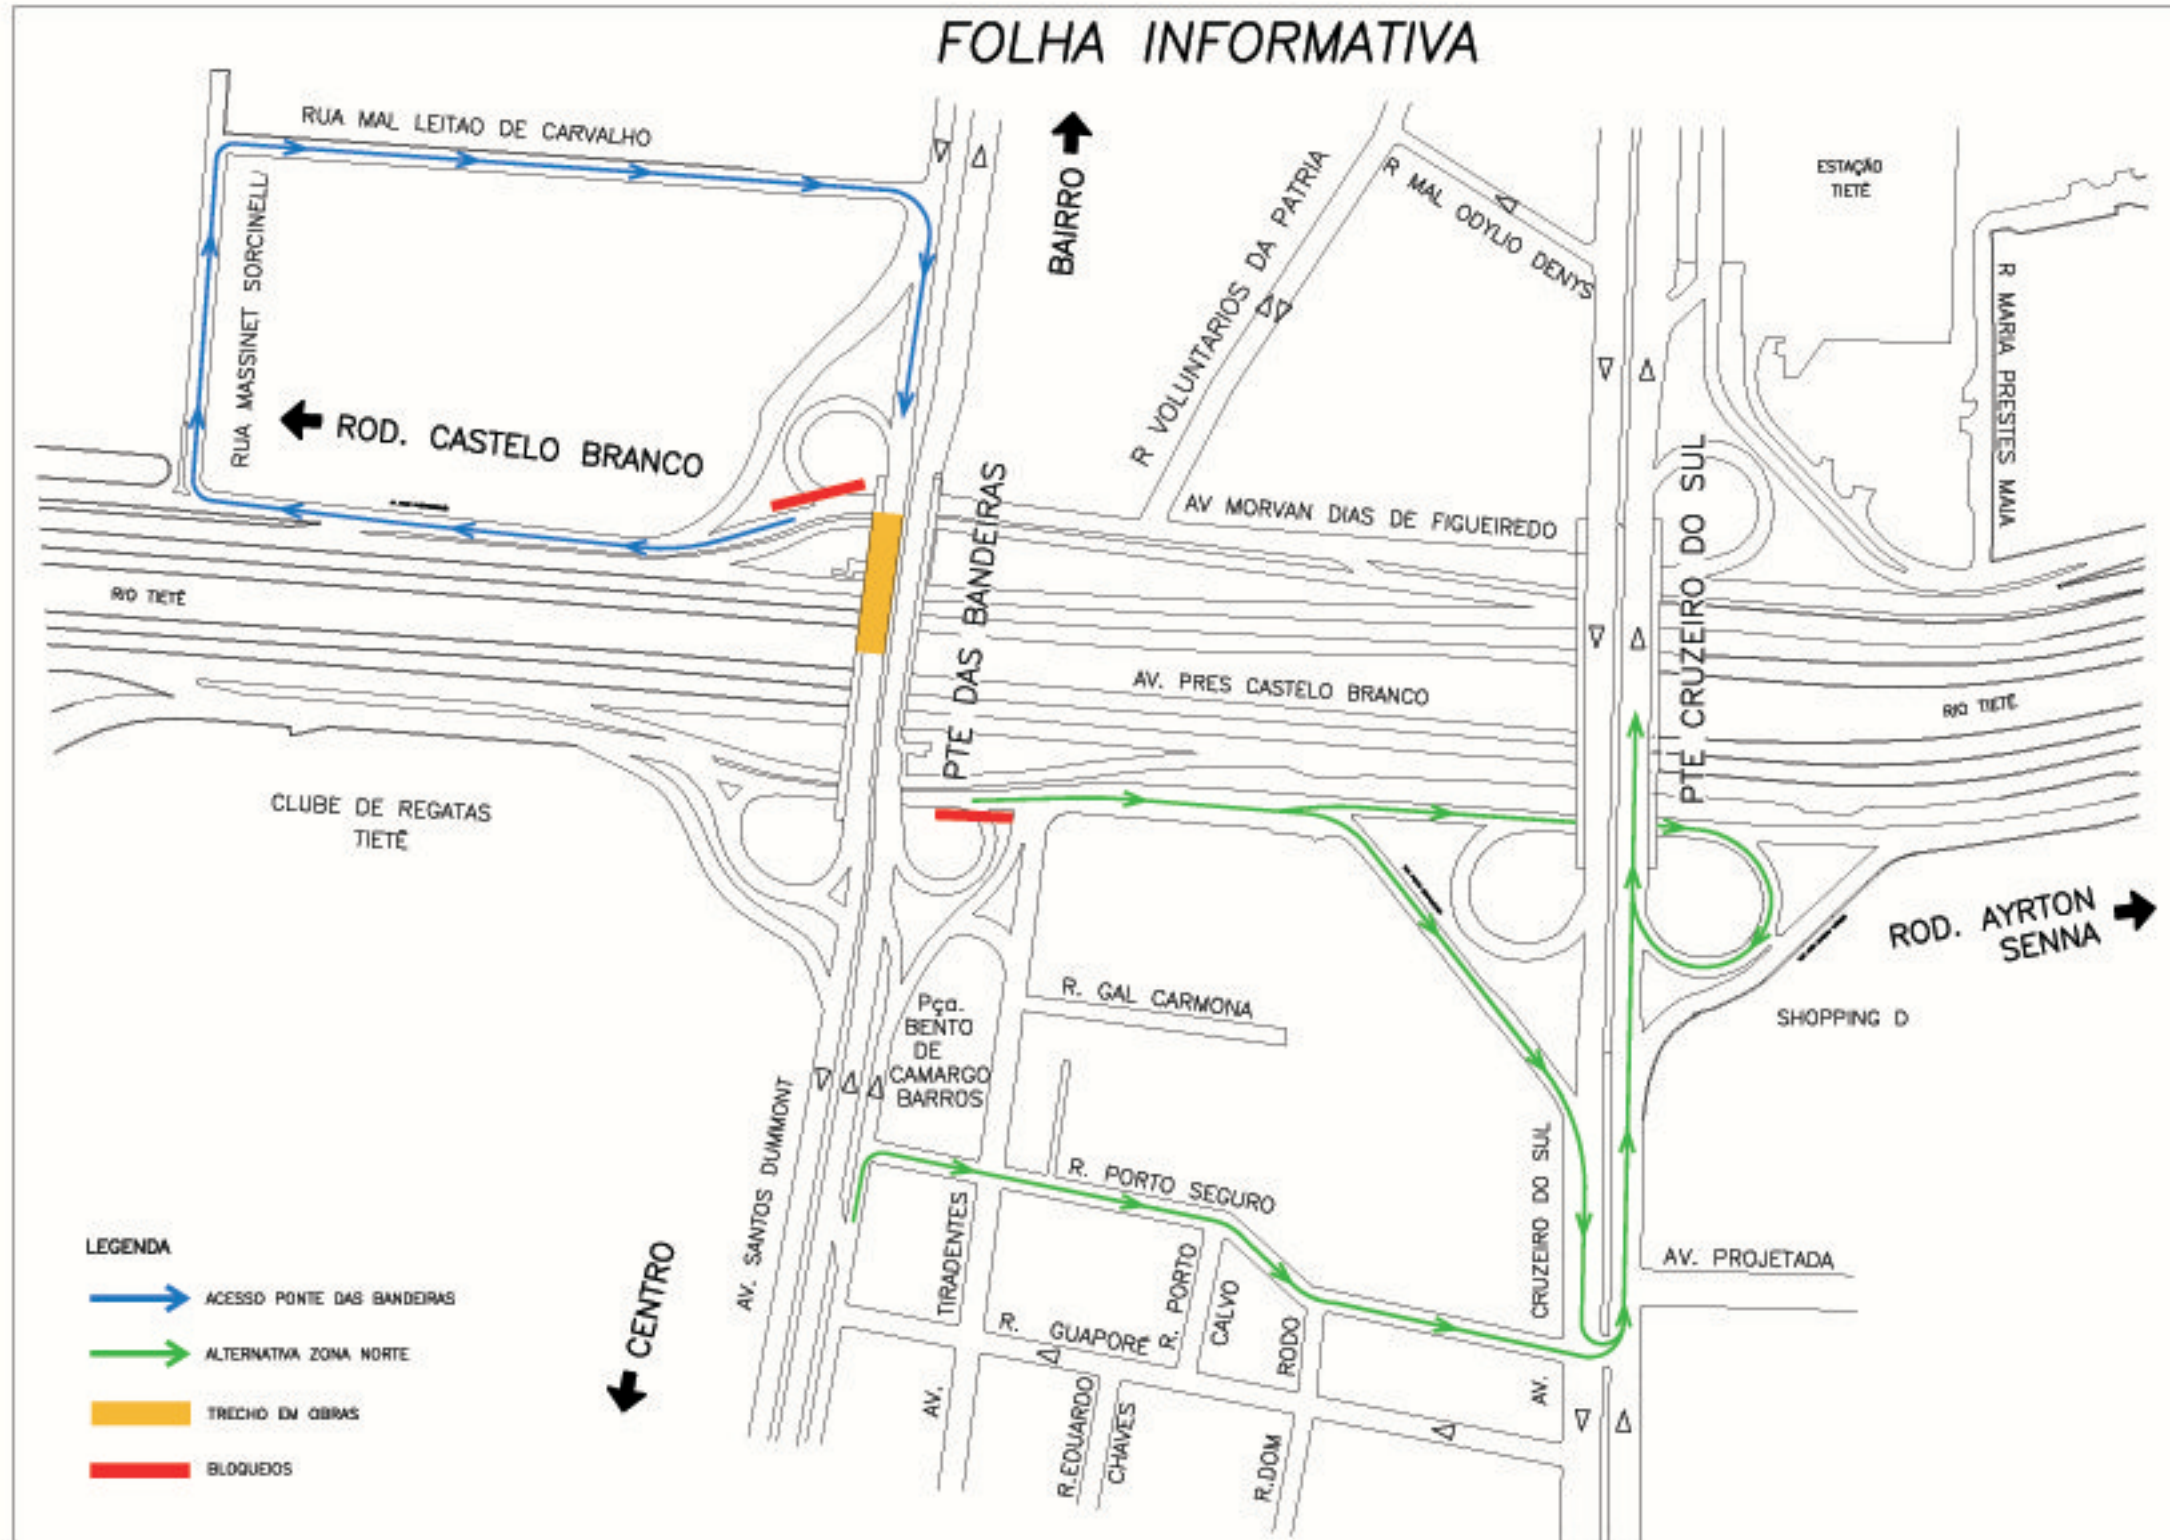 FOLHA INFORMATIVA
RUA MAL LEITAO DE CARVALHO
BAIRRO
R VOLUNTARIOS DA PATRIA
R MAL ODYLIO DENYS
ESTAÇÃO
TIETÊ
RUA MASSINET SORCINELLI
R MARIA PRESTES MAIA
ROD. CASTELO BRANCO
PTE DAS BANDEIRAS
AV MORVAN DIAS DE FIGUEIREDO
PTE CRUZEIRO DO SUL
RIO TIETÊ
AV. PRES CASTELO BRANCO
RIO TIETÊ
CLUBE DE REGATAS
TIETÊ
ROD. AYRTON
SENNA
SHOPPING D
R. GAL CARMONA
Pça.
BENTO
DE
CAMARGO
BARROS
AV. SANTOS DUMMONT
R. PORTO SEGURO
AV. TIRADENTES
AV. CRUZEIRO DO SUL
AV. PROJETADA
R. PORTO
CALVO
R. GUAPORÉ
R.DOM RODO
R.EDUARDO
CHAVES
CENTRO
LEGENDA
ACESSO PONTE DAS BANDEIRAS
ALTERNATIVA ZONA NORTE
TRECHO EM OBRAS
BLOQUEIOS